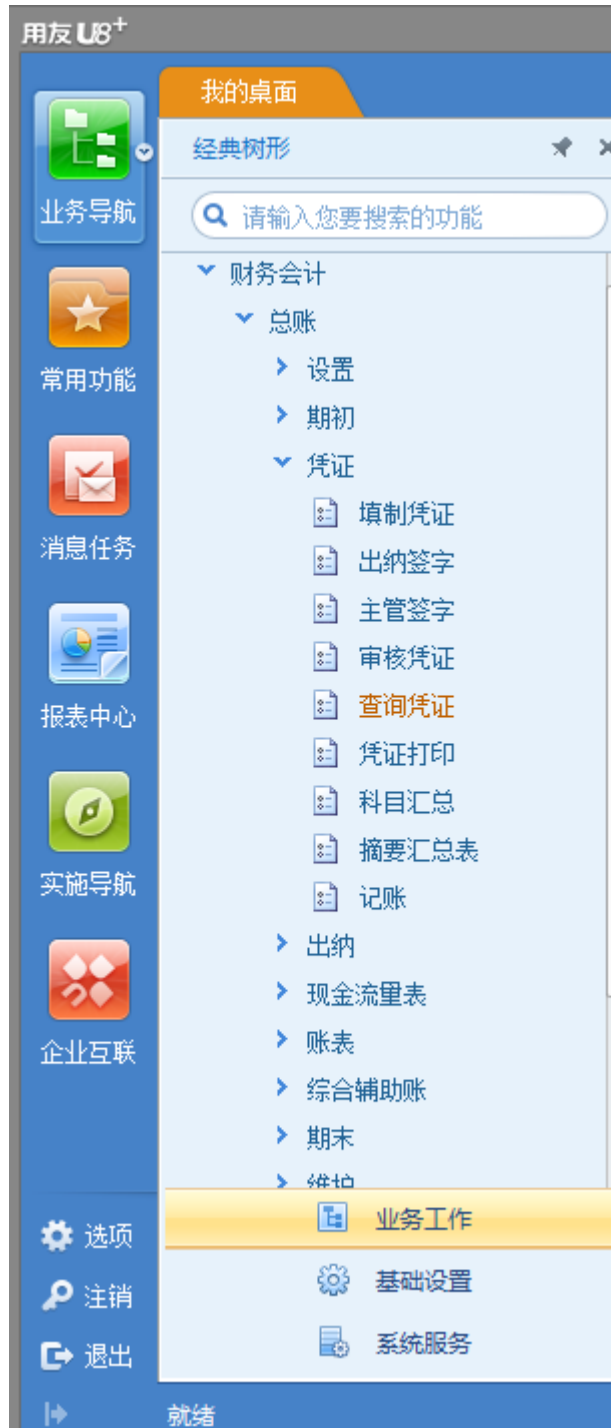 用友U8+
我的桌面
经典树形
请输入您要搜索的功能
业务导航
常用功能
消息任务
报表中心
实施导航
企业互联
财务会计
总账
设置
期初
凭证
填制凭证
出纳签字
主管签字
审核凭证
查询凭证
凭证打印
科目汇总
摘要汇总表
记账
出纳
现金流量表
账表
综合辅助账
期末
维护
业务工作
基础设置
系统服务
选项
注销
退出
就绪